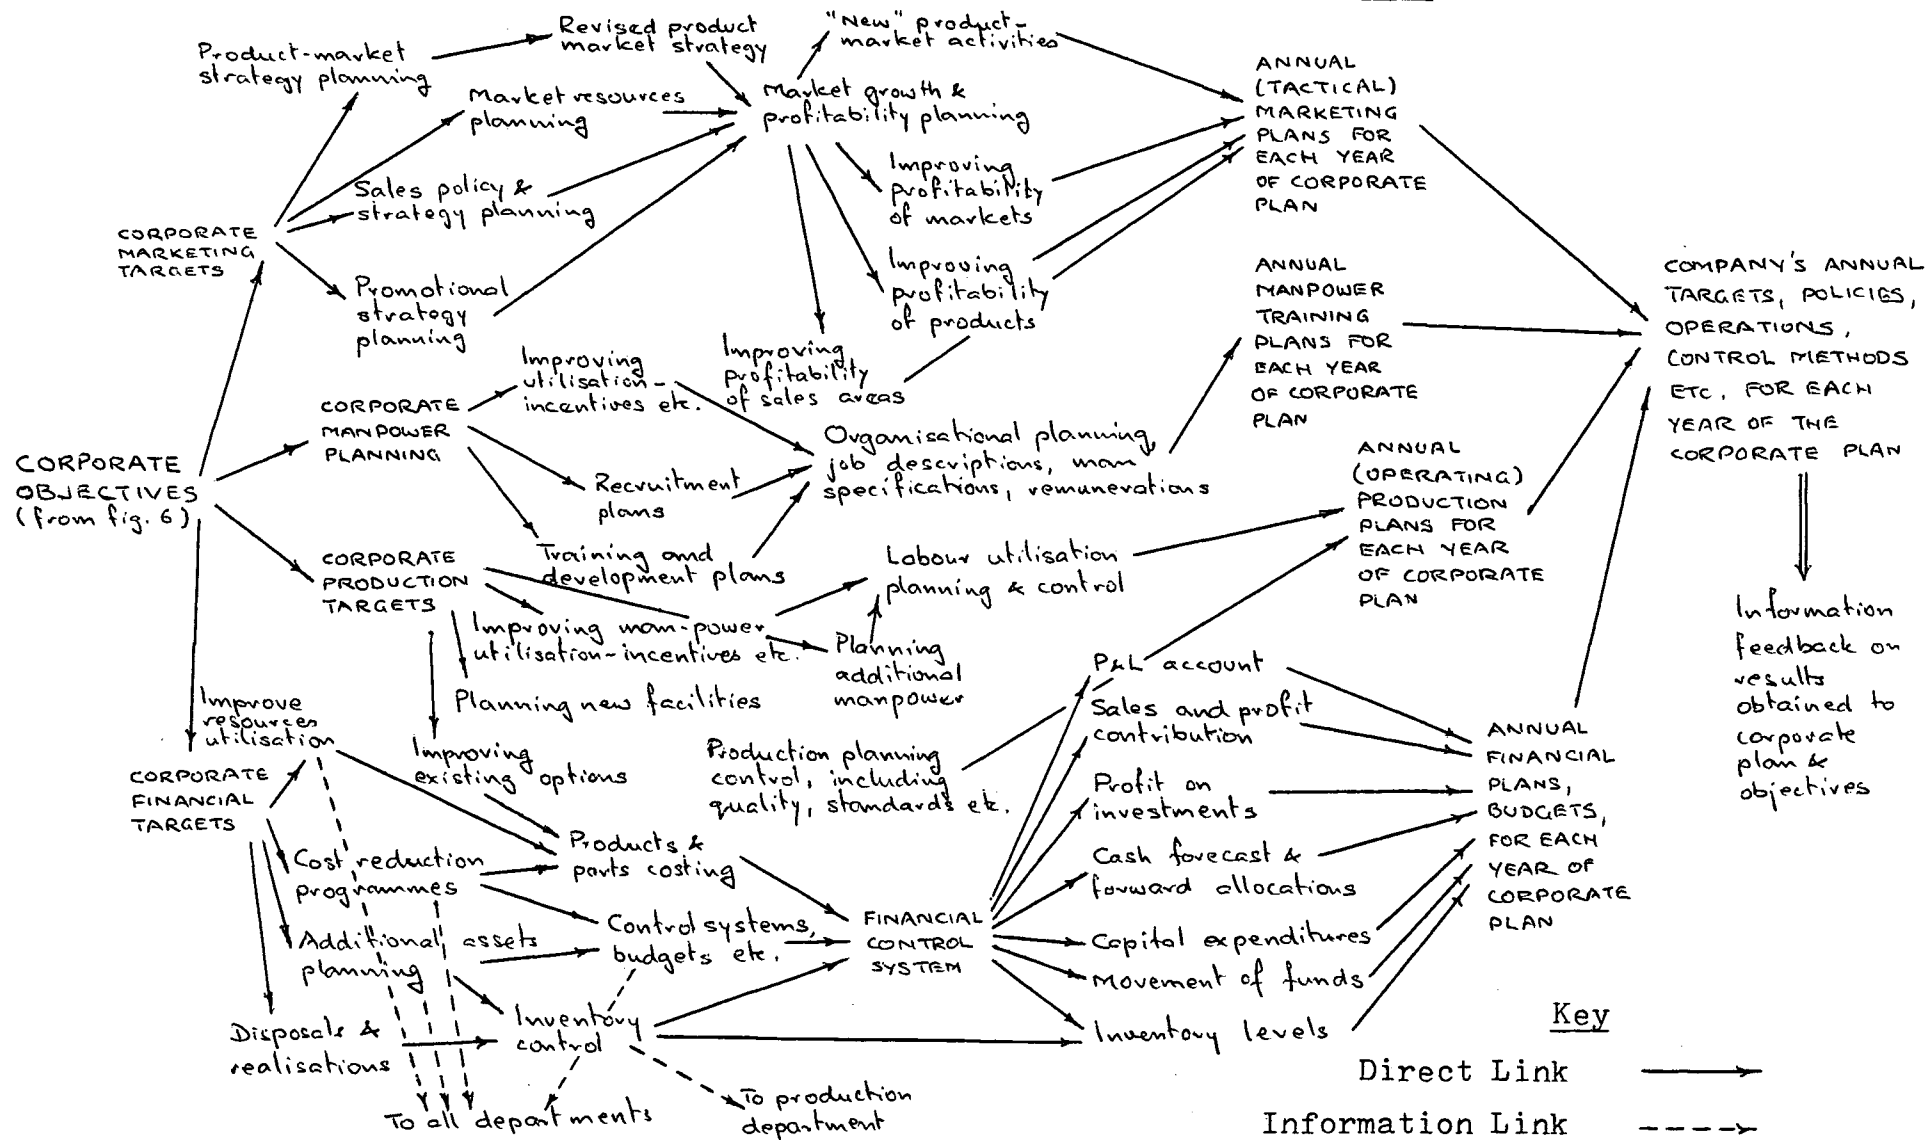 Product-market
strategy planning
Revised product
market strategy
"New" product-
market activities
Market resources
planning
Market growth &
profitability planning
ANNUAL
(TACTICAL)
MARKETING
PLANS FOR
EACH YEAR
OF CORPORATE
PLAN
Sales policy &
strategy planning
Improving
profitability
of markets
CORPORATE
MARKETING
TARGETS
Promotional
strategy
planning
Improving
profitability
of products
Improving
profitability
of sales areas
ANNUAL
MANPOWER
TRAINING
PLANS FOR
EACH YEAR
OF CORPORATE
PLAN
COMPANY'S ANNUAL
TARGETS, POLICIES,
OPERATIONS,
CONTROL METHODS
ETC, FOR EACH
YEAR OF THE
CORPORATE PLAN
Improving
utilisation-
incentives etc.
CORPORATE
MANPOWER
PLANNING
Organisational planning,
job descriptions, man
specifications, remunerations
CORPORATE
OBJECTIVES
(from fig. 6)
Recruitment
plans
ANNUAL
(OPERATING)
PRODUCTION
PLANS FOR
EACH YEAR
OF CORPORATE
PLAN
CORPORATE
PRODUCTION
TARGETS
Training and
development plans
Labour utilisation
planning & control
Improving man-power
utilisation-incentives etc.
Planning
additional
manpower
Information
feedback on
results
obtained to
corporate
plan &
objectives
Planning new facilities
Improve
resources
utilisation
Improving
existing options
Production planning
control, including
quality, standards etc.
P&L account
Sales and profit
contribution
Profit on
investments
Cash forecast &
forward allocations
Capital expenditures
Movement of funds
Inventory levels
ANNUAL
FINANCIAL
PLANS,
BUDGETS,
FOR EACH
YEAR OF
CORPORATE
PLAN
CORPORATE
FINANCIAL
TARGETS
Products &
parts costing
Cost reduction
programmes
Control systems,
budgets etc.
FINANCIAL
CONTROL
SYSTEM
Additional assets
planning
Inventory
control
Disposals &
realisations
To all departments
To production
department
Key
Direct Link
Information Link